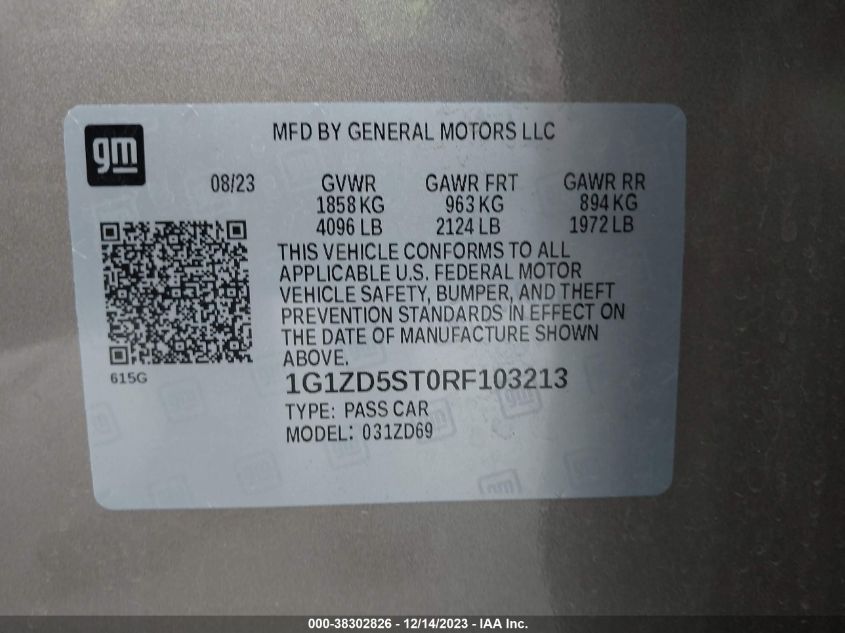 gm
MFD BY GENERAL MOTORS LLC
08/23 GVWR GAWR FRT GAWR RR
1858 KG 963 KG 894 KG
4096 LB 2124 LB 1972 LB
THIS VEHICLE CONFORMS TO ALL
APPLICABLE U.S. FEDERAL MOTOR
VEHICLE SAFETY, BUMPER, AND THEFT
PREVENTION STANDARDS IN EFFECT ON
THE DATE OF MANUFACTURE SHOWN
ABOVE.
615G
1G1ZD5ST0RF103213
TYPE: PASS CAR
MODEL: 031ZD69
000-38302826 - 12/14/2023 - IAA Inc.